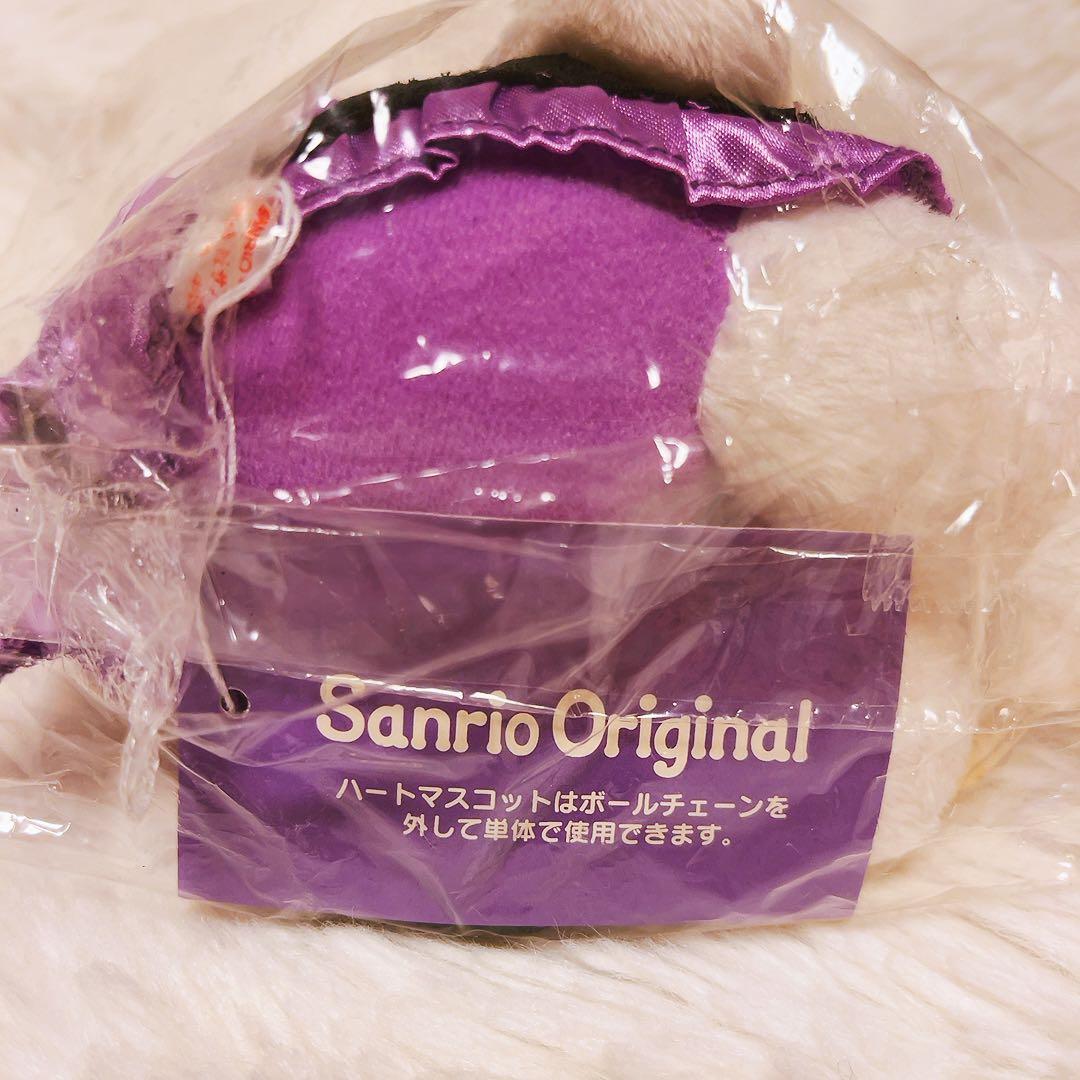 Sanrio Original
ハートマスコットはボールチェーンを
外して単体で使用できます。